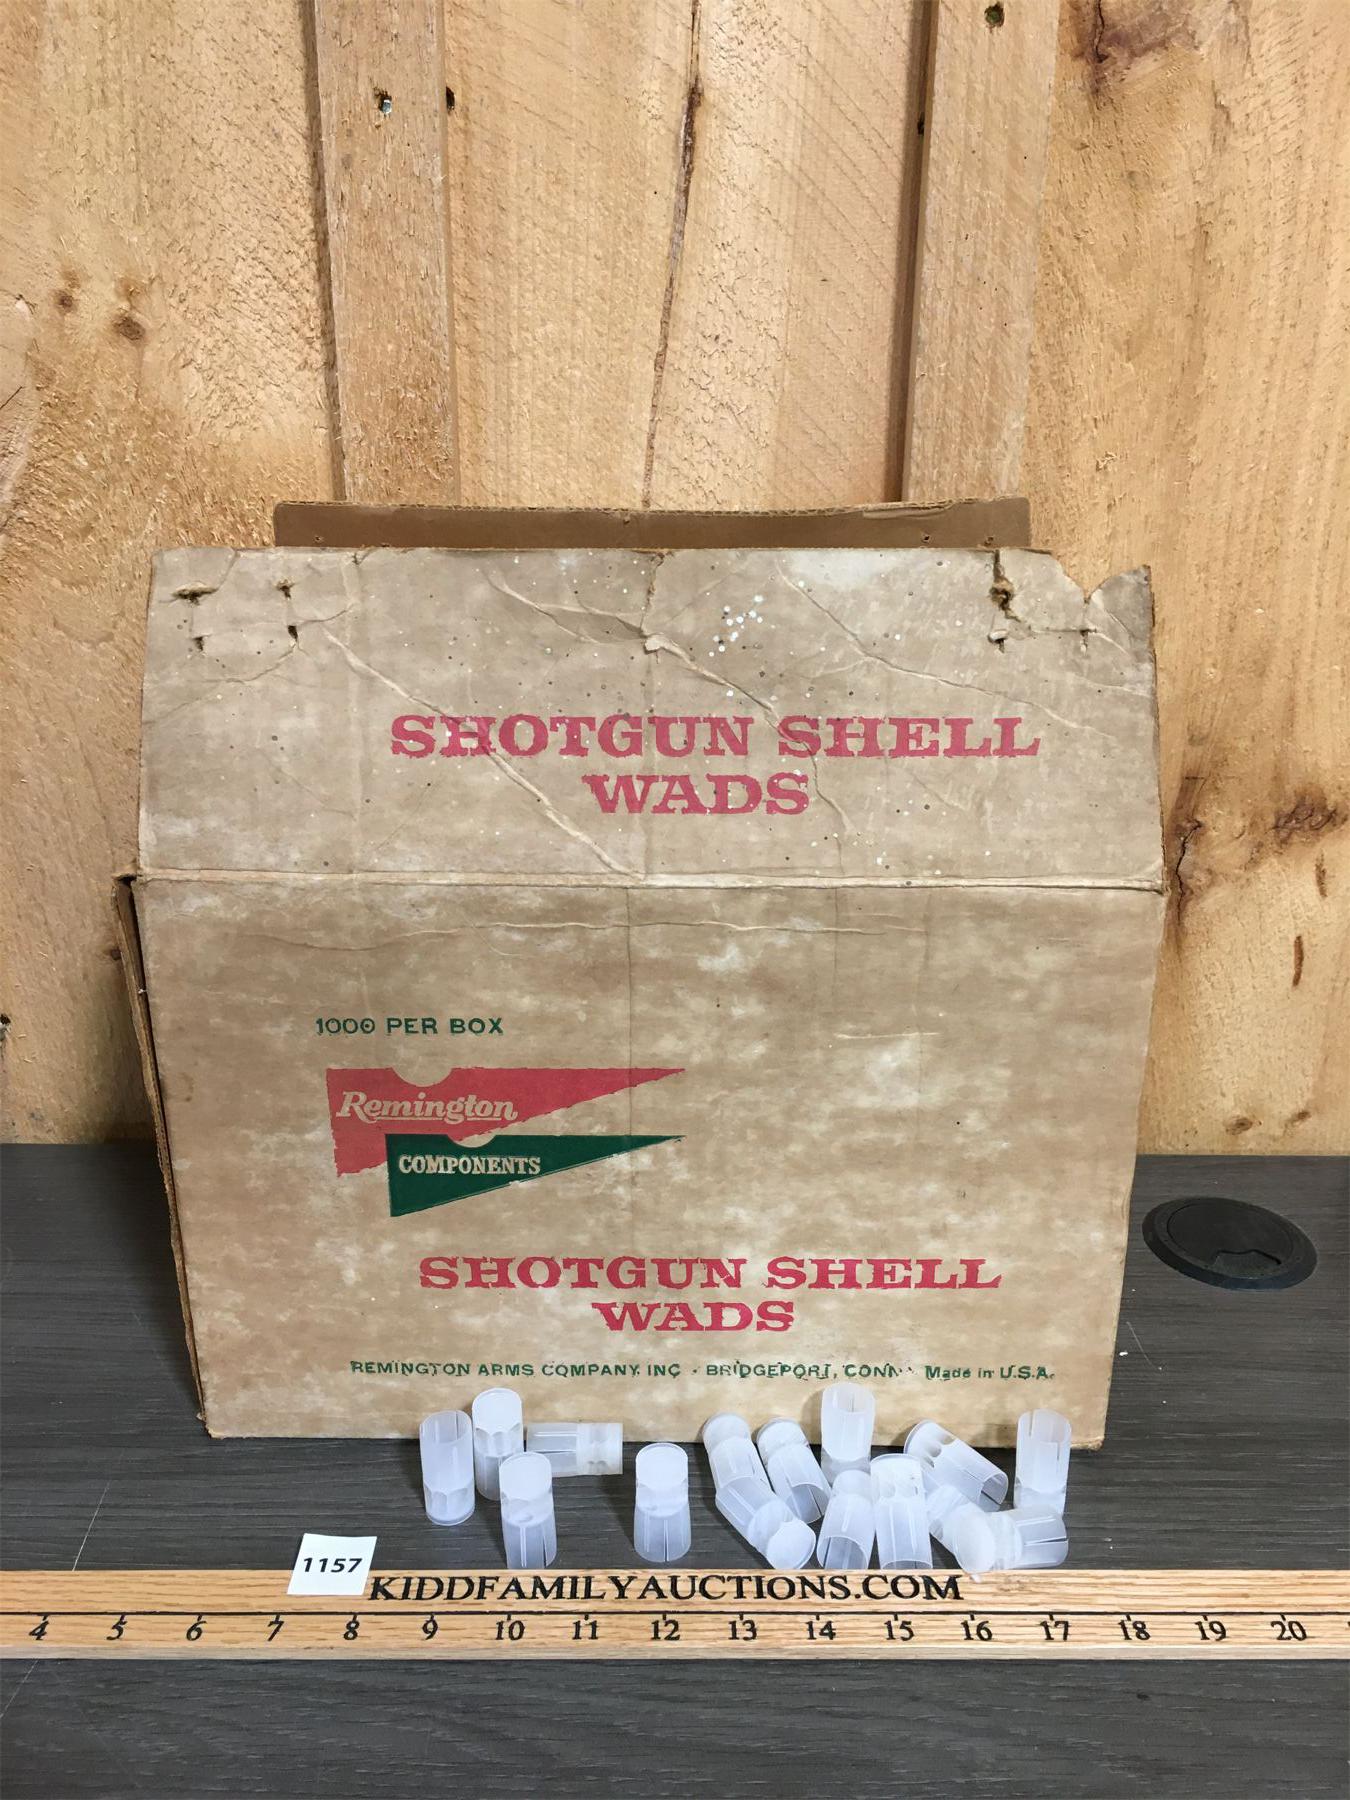 SHOTGUN SHELL
WADS
1000 PER BOX
Remington
COMPONENTS
SHOTGUN SHELL
WADS
REMINGTON ARMS COMPANY, INC · BRIDGEPORT, CONN · Made in U.S.A.
1157
KIDDFAMILYAUCTIONS.COM
4 5 6 7 8 9 10 11 12 13 14 15 16 17 18 19 20